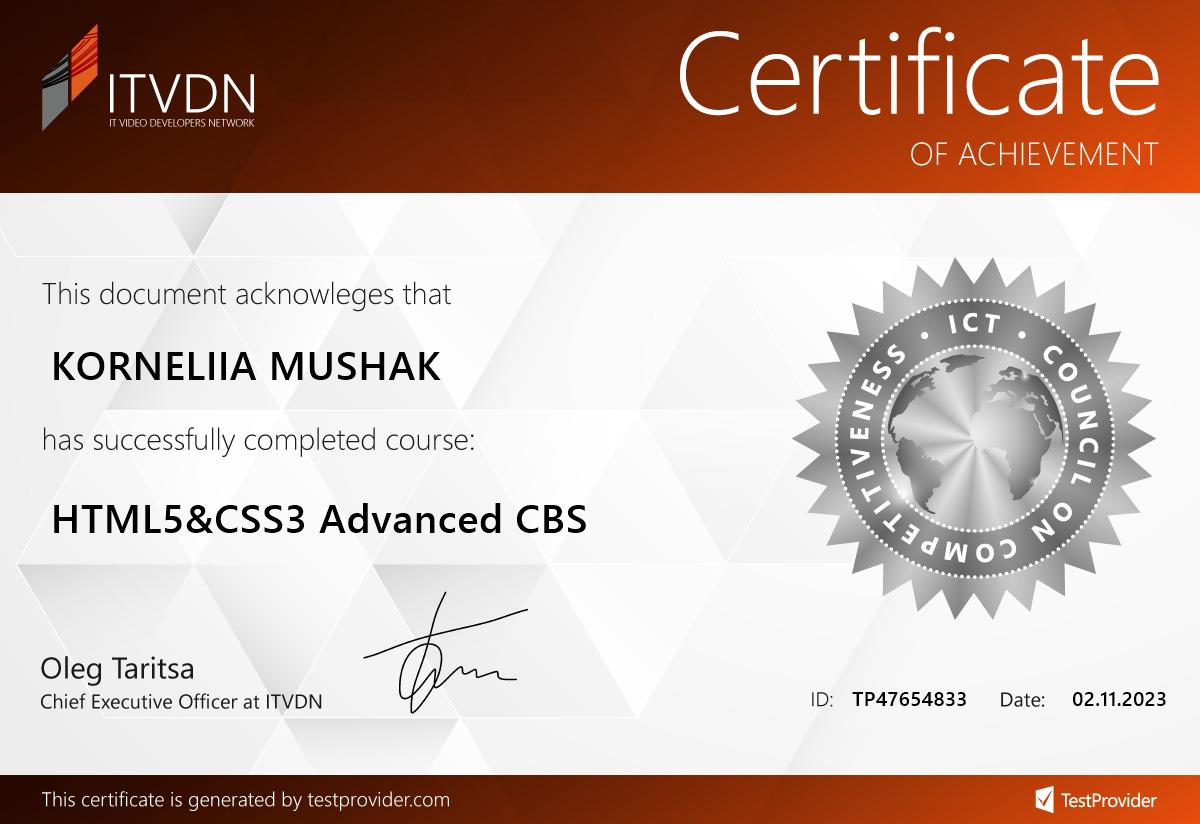 ITVDN
IT VIDEO DEVELOPERS NETWORK
Certificate
OF ACHIEVEMENT
This document acknowleges that
KORNELIIA MUSHAK
has successfully completed course:
HTML5&CSS3 Advanced CBS
• ICT • COUNCIL ON COMPETITIVENESS
Oleg Taritsa
Chief Executive Officer at ITVDN
ID: TP47654833 Date: 02.11.2023
This certificate is generated by testprovider.com
TestProvider